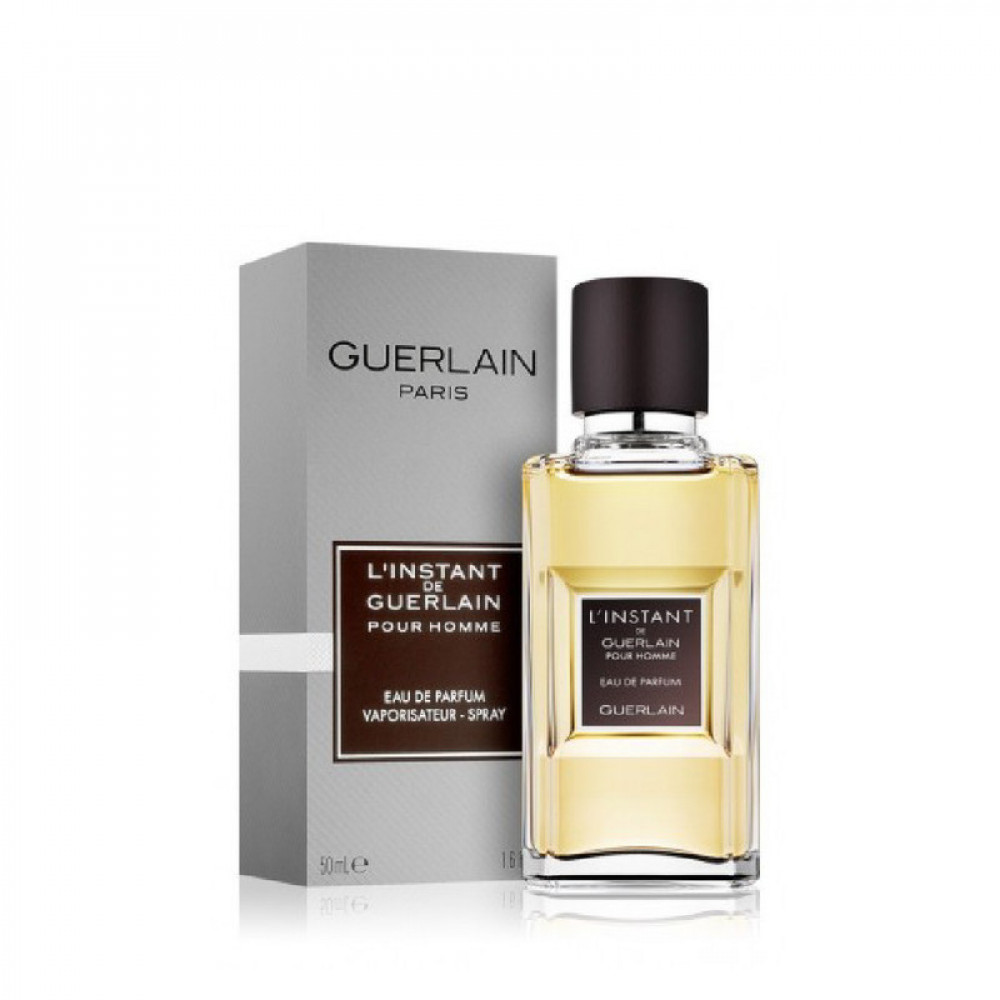 GUERLAIN
PARIS
L'INSTANT
DE
GUERLAIN
POUR HOMME
EAU DE PARFUM
VAPORISATEUR - SPRAY
50 mL ℮
L'INSTANT
DE
GUERLAIN
POUR HOMME
EAU DE PARFUM
GUERLAIN